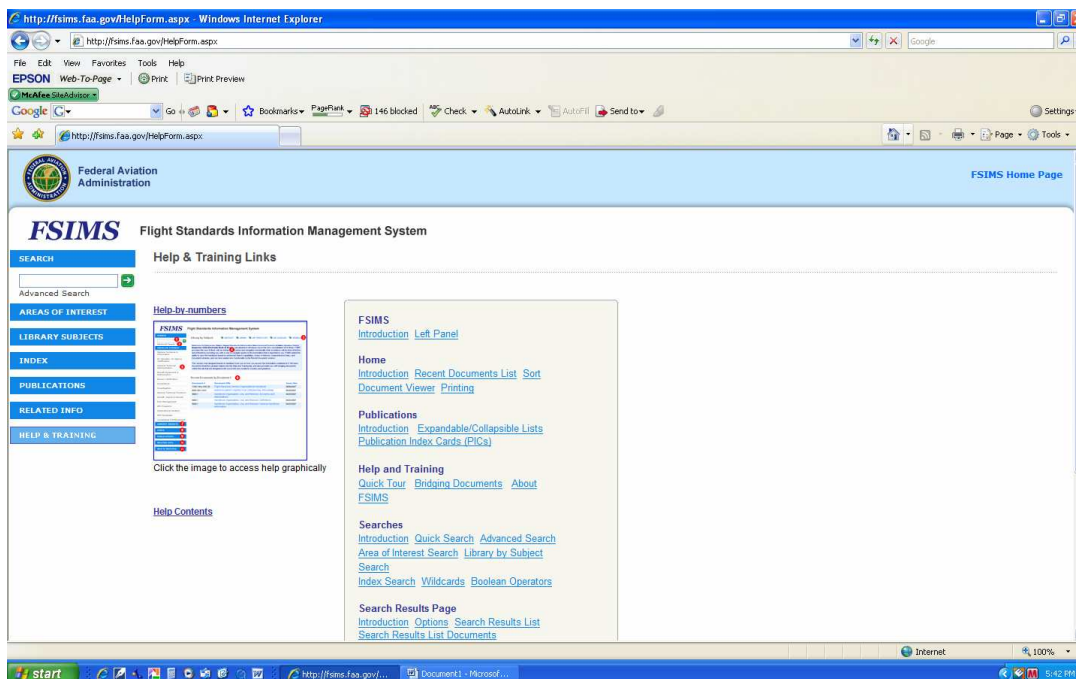 http://fsims.faa.gov/HelpForm.aspx - Windows Internet Explorer
http://fsims.faa.gov/HelpForm.aspx
Google
File Edit View Favorites Tools Help
EPSON Web-To-Page Print Print Preview
McAfee SiteAdvisor
Google G Go Bookmarks PageRank 146 blocked Check AutoLink AutoFill Send to Settings
http://fsims.faa.gov/HelpForm.aspx Page Tools
Federal Aviation
Administration
FSIMS Home Page
FSIMS Flight Standards Information Management System
SEARCH
Advanced Search
AREAS OF INTEREST
LIBRARY SUBJECTS
INDEX
PUBLICATIONS
RELATED INFO
HELP & TRAINING
Help & Training Links
Help-by-numbers
FSIMS Flight Standards Information Management System
Click the image to access help graphically
Help Contents
FSIMS
Introduction Left Panel
Home
Introduction Recent Documents List Sort
Document Viewer Printing
Publications
Introduction Expandable/Collapsible Lists
Publication Index Cards (PICs)
Help and Training
Quick Tour Bridging Documents About
FSIMS
Searches
Introduction Quick Search Advanced Search
Area of Interest Search Library by Subject
Search
Index Search Wildcards Boolean Operators
Search Results Page
Introduction Options Search Results List
Search Results List Documents
Internet 100%
start http://fsims.faa.gov/... Document1 - Microsof... 5:42 PM